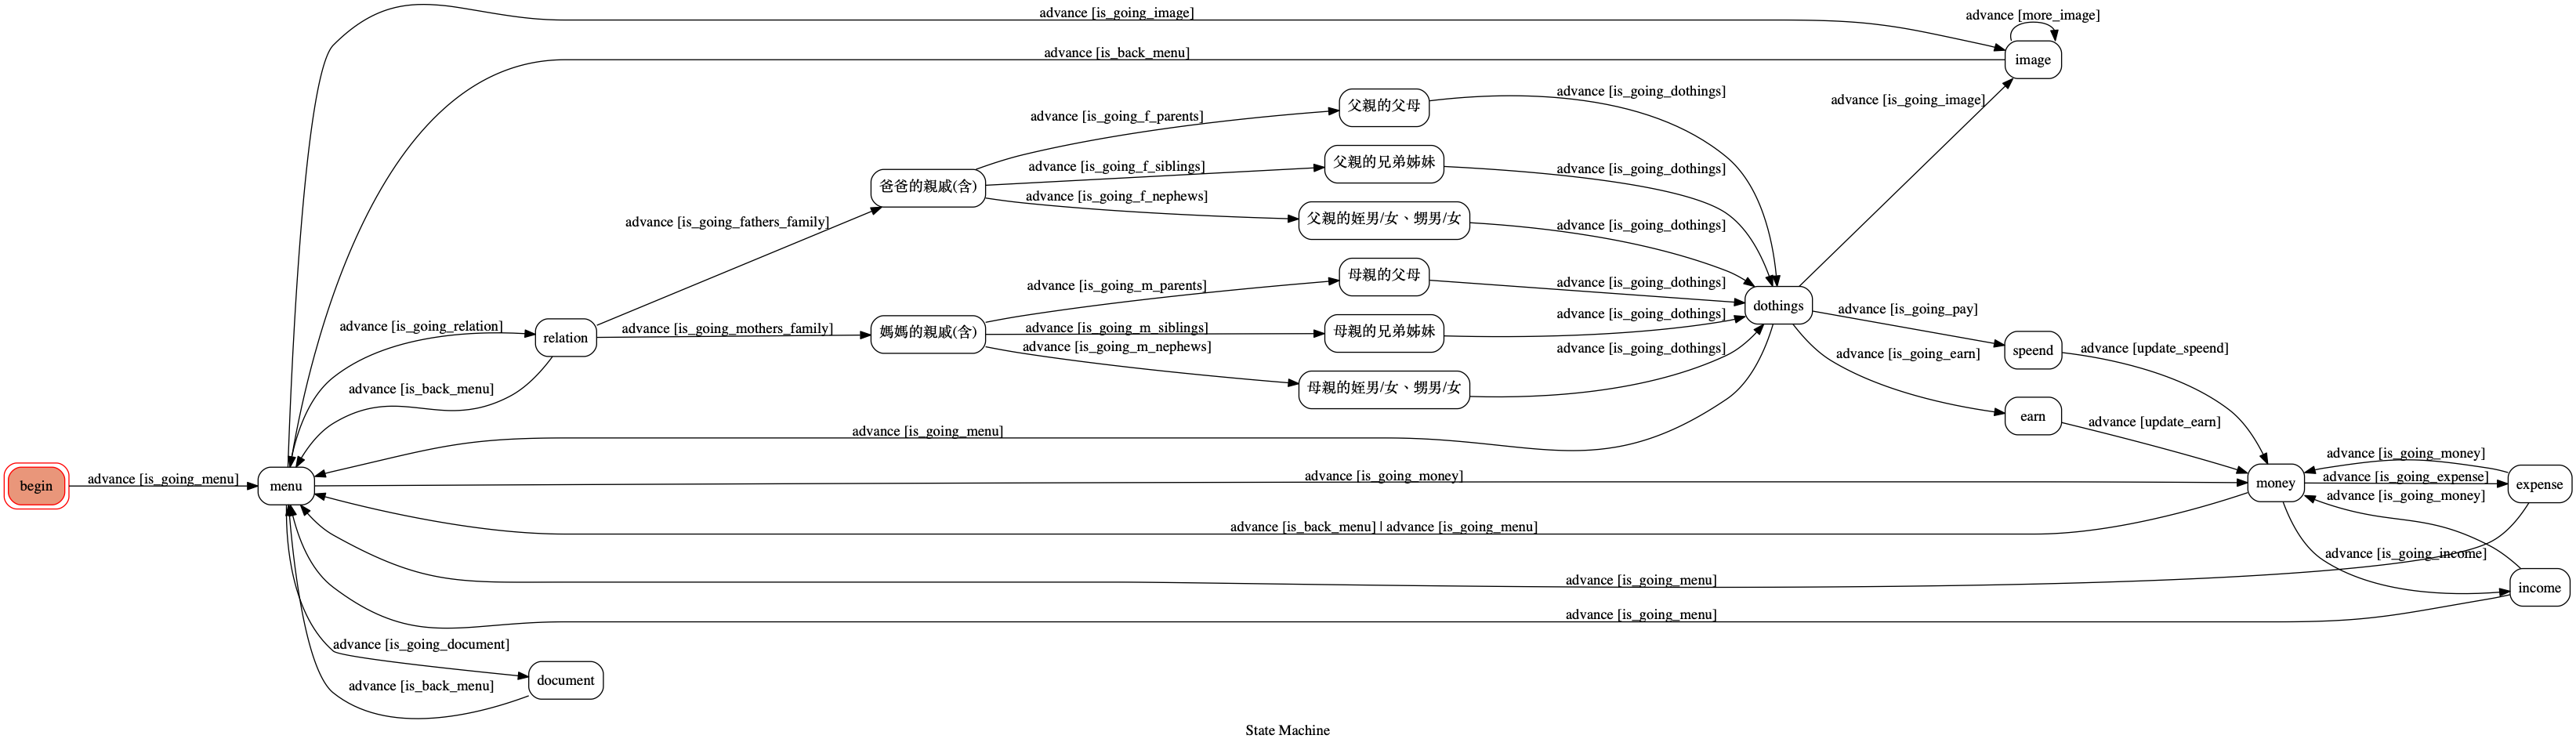 advance [is_going_image]
advance [more_image]
advance [is_back_menu]
image
advance [is_going_dothings]
父親的父母
advance [is_going_image]
advance [is_going_f_parents]
父親的兄弟姊妹
advance [is_going_f_siblings]
advance [is_going_dothings]
爸爸的親戚(含)
advance [is_going_f_nephews]
父親的姪男/女、甥男/女
advance [is_going_fathers_family]
advance [is_going_dothings]
母親的父母
advance [is_going_m_parents]
advance [is_going_dothings]
dothings
advance [is_going_pay]
advance [is_going_relation]
relation
advance [is_going_mothers_family]
媽媽的親戚(含)
advance [is_going_m_siblings]
母親的兄弟姊妹
advance [is_going_dothings]
advance [is_going_m_nephews]
advance [is_going_dothings]
advance [is_going_earn]
speend
advance [update_speend]
advance [is_back_menu]
母親的姪男/女、甥男/女
earn
advance [update_earn]
advance [is_going_menu]
advance [is_going_money]
begin
advance [is_going_menu]
menu
advance [is_going_money]
money
advance [is_going_expense]
expense
advance [is_going_money]
advance [is_back_menu] | advance [is_going_menu]
advance [is_going_income]
advance [is_going_menu]
income
advance [is_going_menu]
advance [is_going_document]
document
advance [is_back_menu]
State Machine